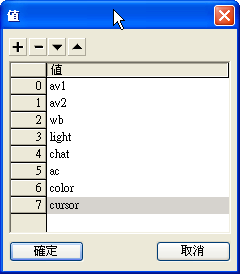 值
值
0 av1
1 av2
2 wb
3 light
4 chat
5 ac
6 color
7 cursor
確定 取消